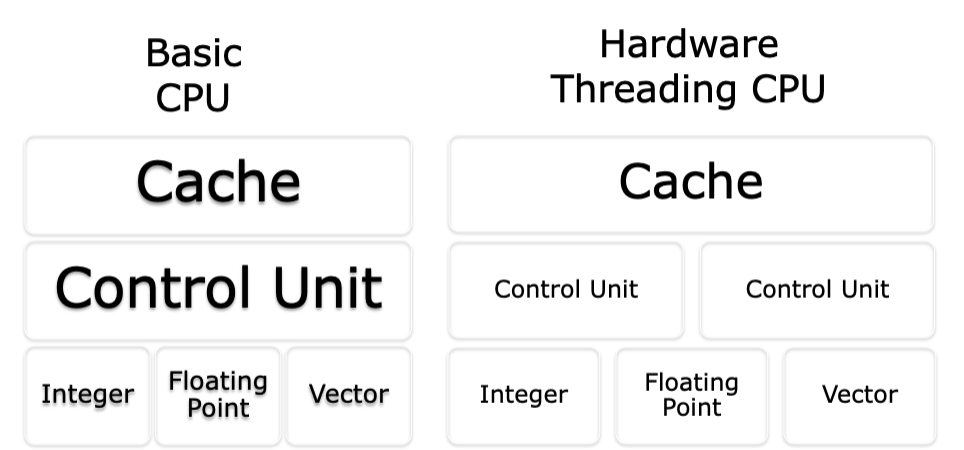 Basic
CPU
Cache
Control Unit
Integer
Floating
Point
Vector
Hardware
Threading CPU
Cache
Control Unit
Control Unit
Integer
Floating
Point
Vector